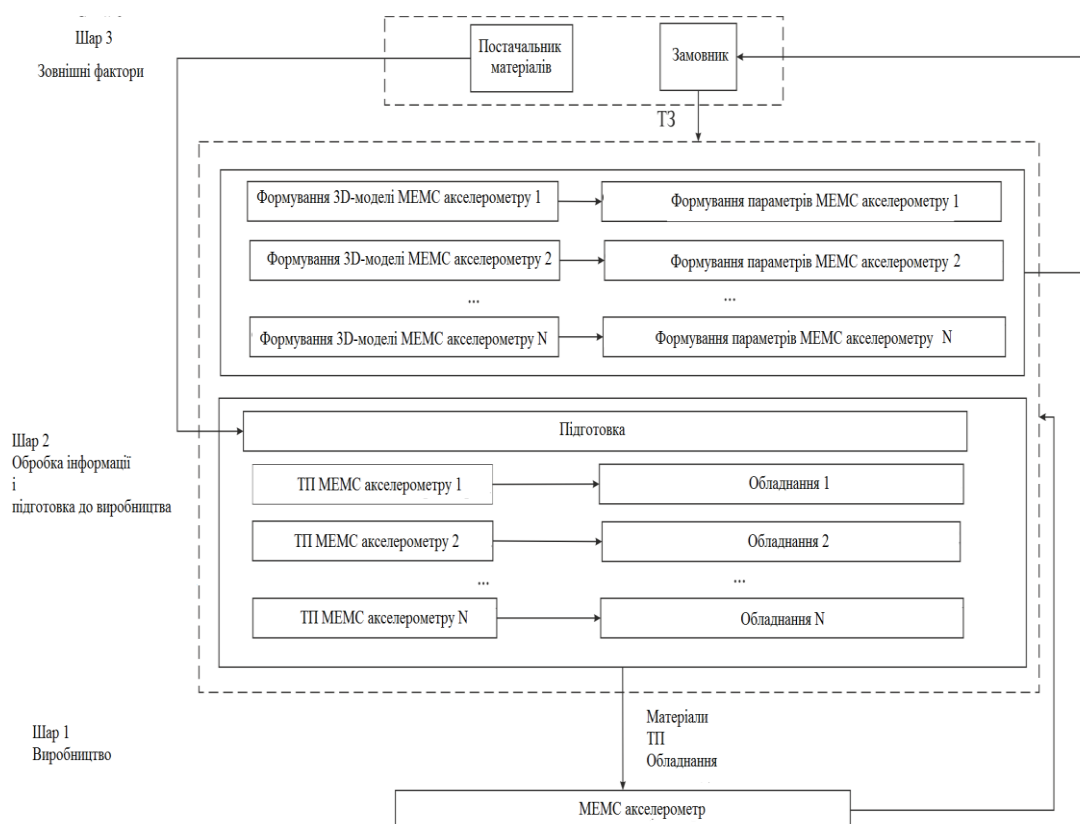 Шар 3
Зовнішні фактори
Постачальник
матеріалів
Замовник
ТЗ
Формування 3D-моделі МЕМС акселерометру 1
Формування параметрів МЕМС акселерометру 1
Формування 3D-моделі МЕМС акселерометру 2
Формування параметрів МЕМС акселерометру 2
...
...
Формування 3D-моделі МЕМС акселерометру N
Формування параметрів МЕМС акселерометру N
Шар 2
Обробка інформації
і
підготовка до виробництва
Підготовка
ТП МЕМС акселерометру 1
Обладнання 1
ТП МЕМС акселерометру 2
Обладнання 2
...
...
ТП МЕМС акселерометру N
Обладнання N
Шар 1
Виробництво
Матеріали
ТП
Обладнання
МЕМС акселерометр